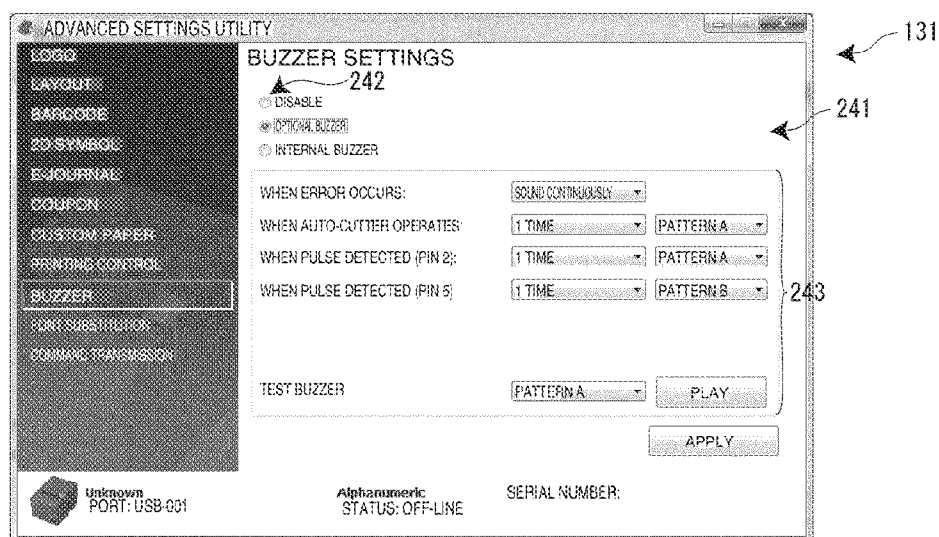 ADVANCED SETTINGS UTILITY
131
LOGO
LAYOUT
BARCODE
2D SYMBOL
E-JOURNAL
COUPON
CUSTOM PAPER
PRINTING CONTROL
BUZZER
FONT SUBSTITUTION
COMMAND TRANSMISSION
BUZZER SETTINGS
242
DISABLE
241
OPTIONAL BUZZER
INTERNAL BUZZER
WHEN ERROR OCCURS: SOUND CONTINUOUSLY
WHEN AUTO-CUTTER OPERATES: 1 TIME PATTERN A
WHEN PULSE DETECTED (PIN 2): 1 TIME PATTERN A
WHEN PULSE DETECTED (PIN 5) 1 TIME PATTERN B
243
TEST BUZZER PATTERN A PLAY
APPLY
Unknown Alphanumeric SERIAL NUMBER:
PORT: USB-001 STATUS: OFF-LINE